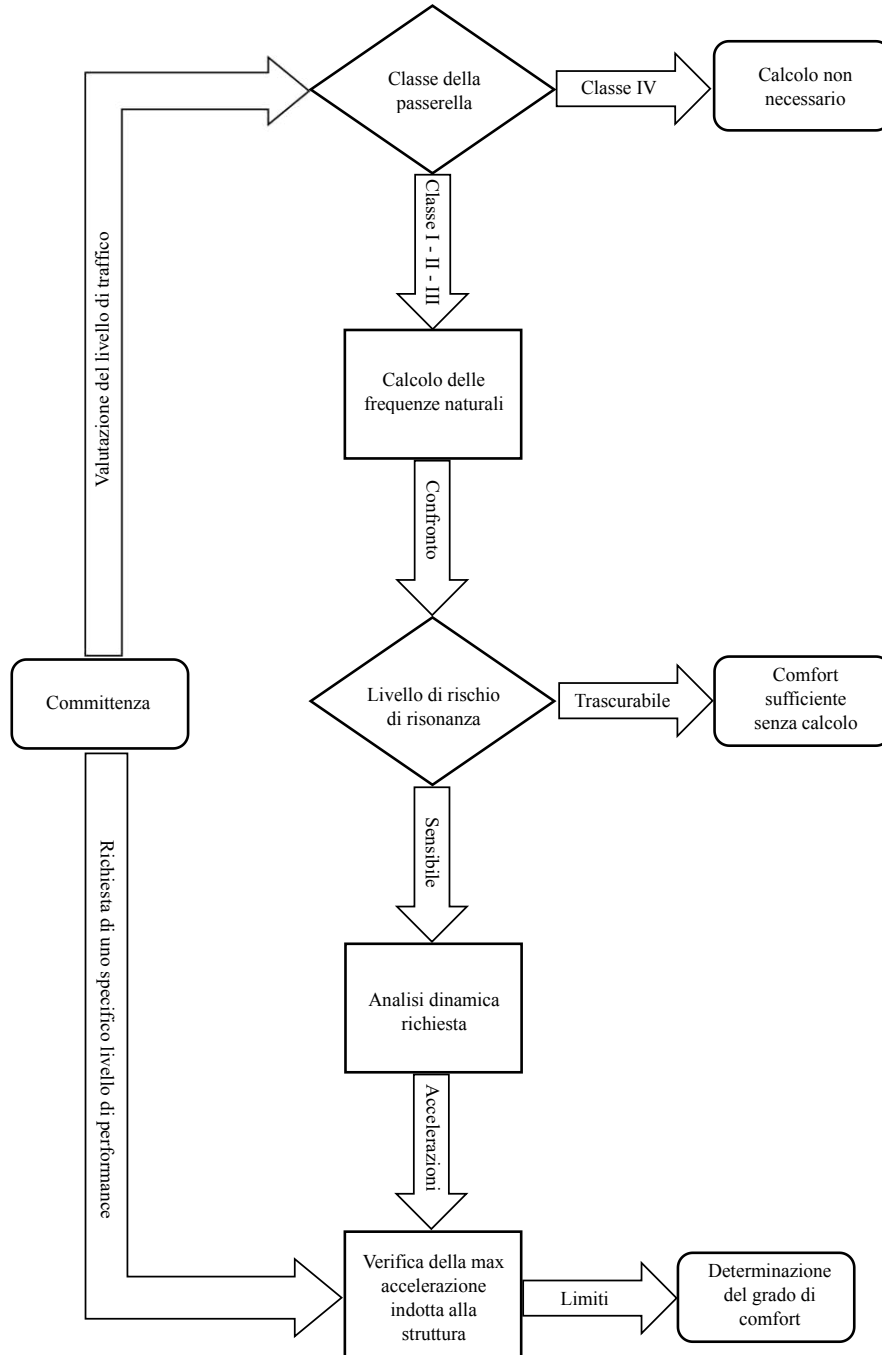 Classe della
passerella
Classe IV
Calcolo non
necessario
Classe I - II - III
Valutazione del livello di traffico
Calcolo delle
frequenze naturali
Confronto
Committenza
Livello di rischio
di risonanza
Trascurabile
Comfort
sufficiente
senza calcolo
Sensibile
Richiesta di uno specifico livello di performance
Analisi dinamica
richiesta
Accelerazioni
Verifica della max
accelerazione
indotta alla
struttura
Limiti
Determinazione
del grado di
comfort